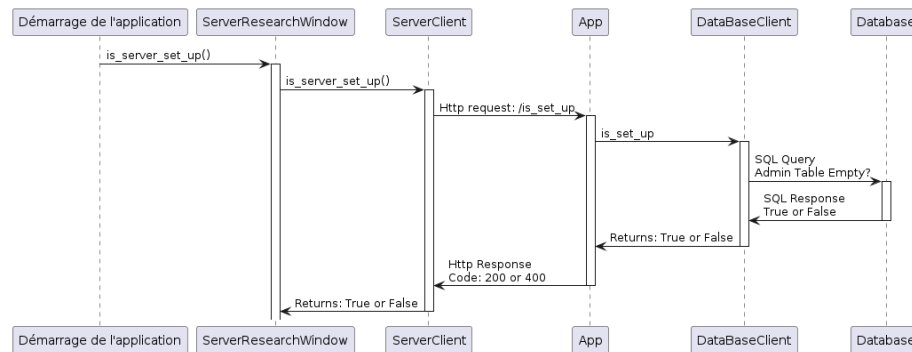 Démarrage de l'application
ServerResearchWindow
ServerClient
App
DataBaseClient
Database
is_server_set_up()
is_server_set_up()
Http request: /is_set_up
is_set_up
SQL Query
Admin Table Empty?
SQL Response
True or False
Returns: True or False
Http Response
Code: 200 or 400
Returns: True or False
Démarrage de l'application
ServerResearchWindow
ServerClient
App
DataBaseClient
Database